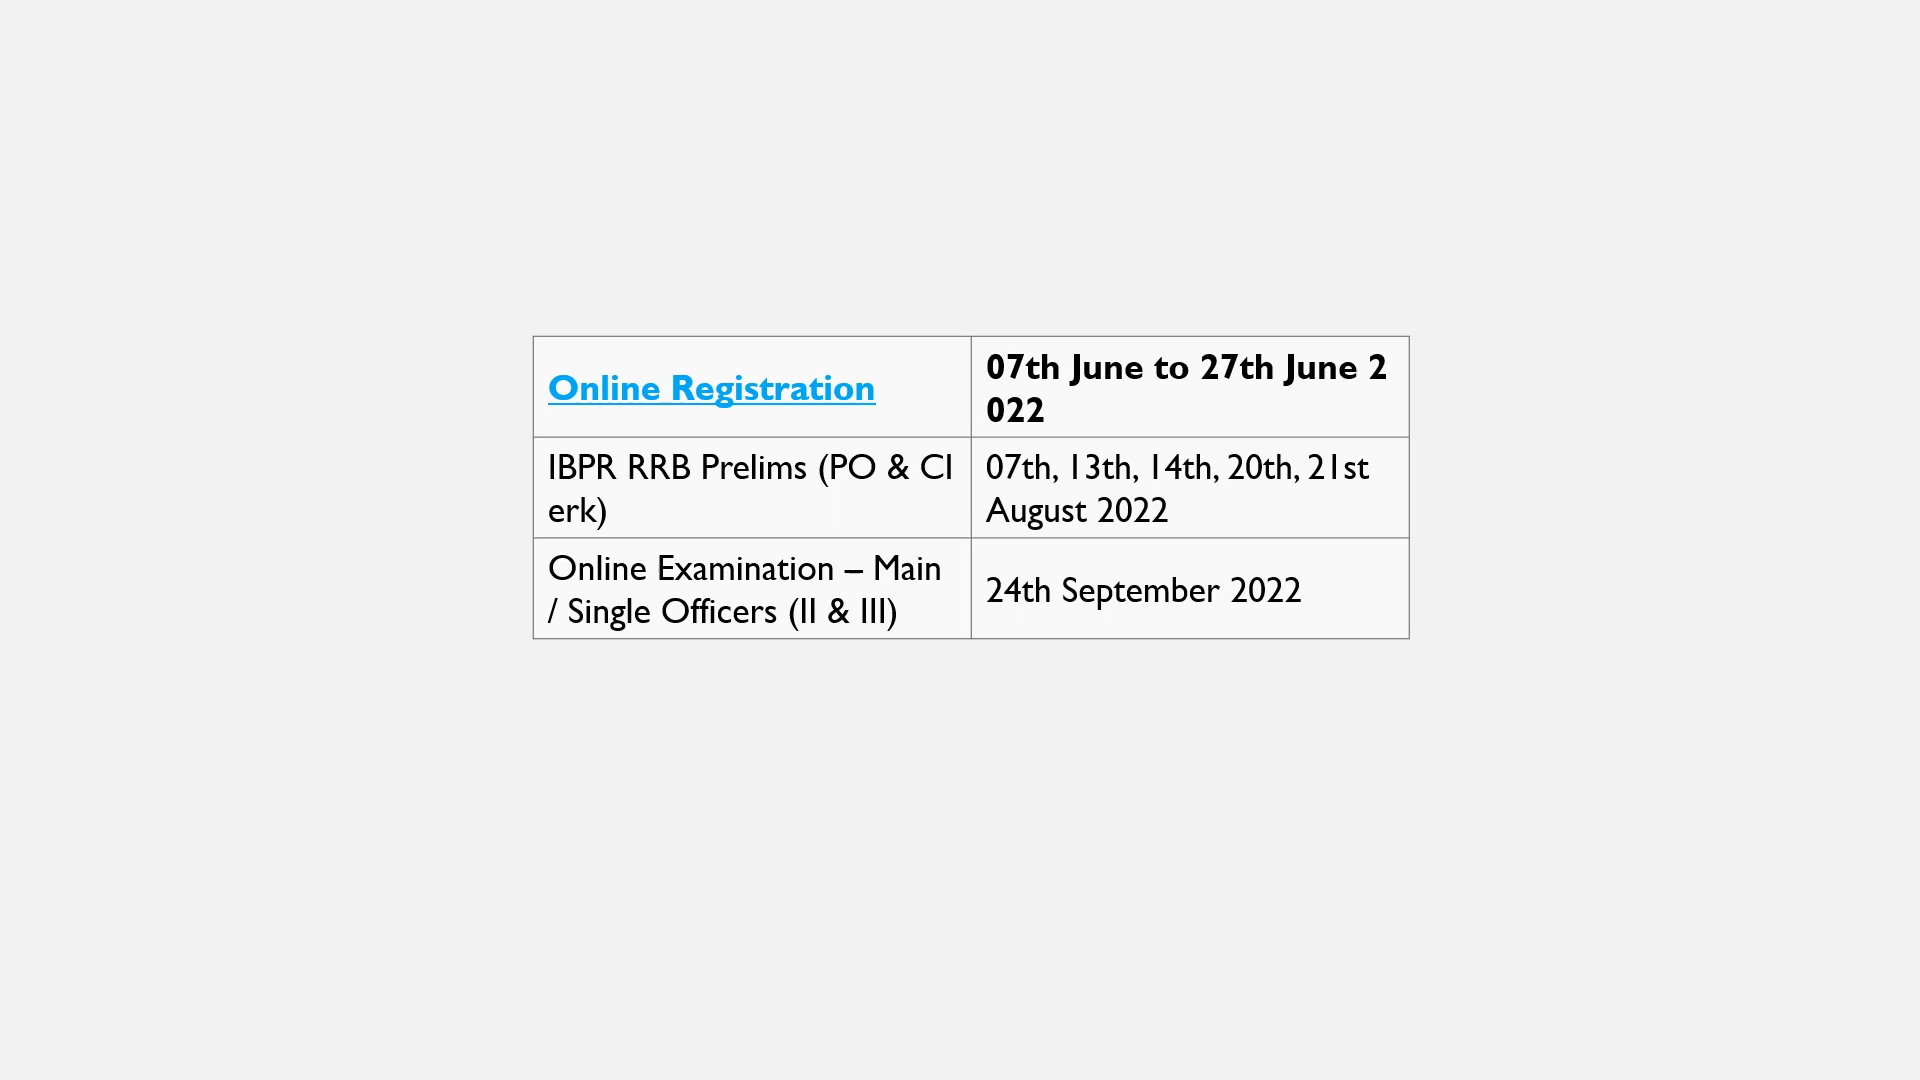 Online Registration
07th June to 27th June 2
022
IBPR RRB Prelims (PO & Cl
erk)
07th, 13th, 14th, 20th, 21st
August 2022
Online Examination – Main
/ Single Officers (II & III)
24th September 2022